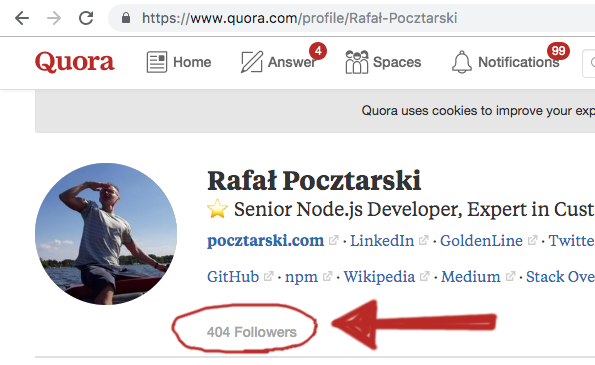 https://www.quora.com/profile/Rafał-Pocztarski
Quora Home Answer 4 Spaces Notifications 99
Quora uses cookies to improve your exp
Rafał Pocztarski
⭐ Senior Node.js Developer, Expert in Cust
pocztarski.com · LinkedIn · GoldenLine · Twitte
GitHub · npm · Wikipedia · Medium · Stack Ove
404 Followers